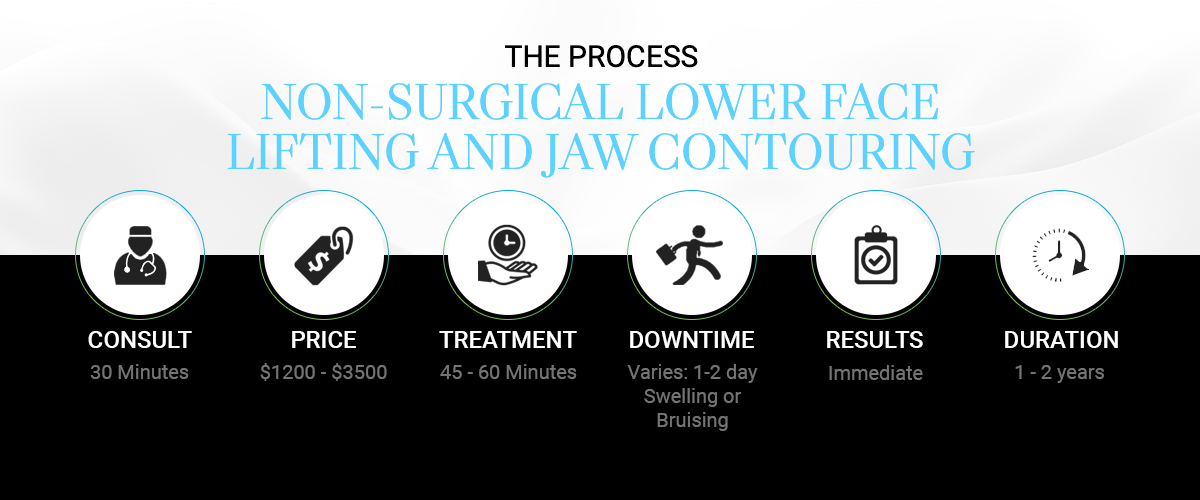 THE PROCESS
NON-SURGICAL LOWER FACE
LIFTING AND JAW CONTOURING
CONSULT
30 Minutes
PRICE
$1200 - $3500
TREATMENT
45 - 60 Minutes
DOWNTIME
Varies: 1-2 day
Swelling or
Bruising
RESULTS
Immediate
DURATION
1 - 2 years